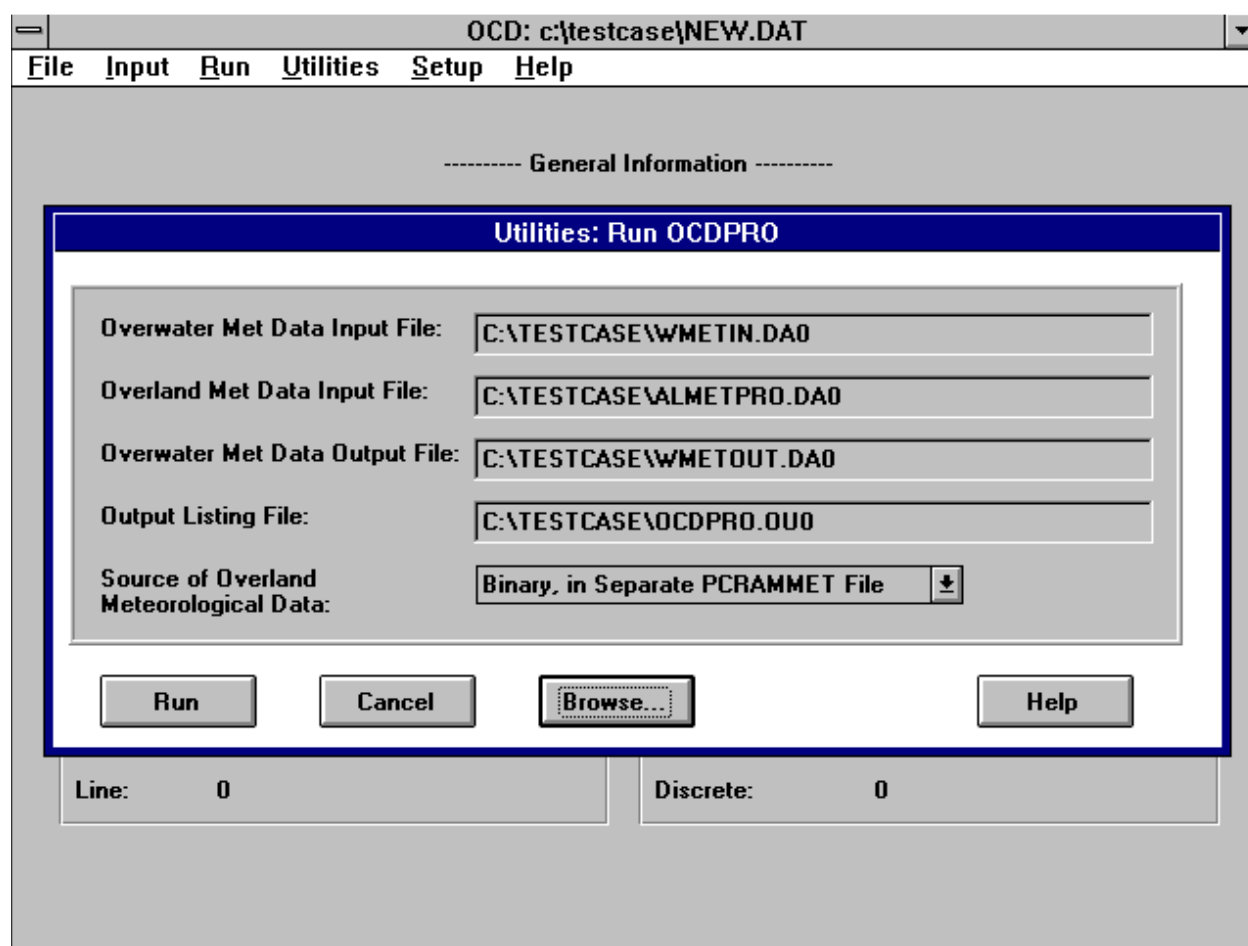 OCD: c:\testcase\NEW.DAT
File Input Run Utilities Setup Help
---------- General Information ----------
Utilities: Run OCDPRO
Overwater Met Data Input File: C:\TESTCASE\WMETIN.DA0
Overland Met Data Input File: C:\TESTCASE\ALMETPRO.DA0
Overwater Met Data Output File: C:\TESTCASE\WMETOUT.DA0
Output Listing File: C:\TESTCASE\OCDPRO.OU0
Source of Overland
Meteorological Data: Binary, in Separate PCRAMMET File
Run Cancel Browse... Help
Line: 0 Discrete: 0